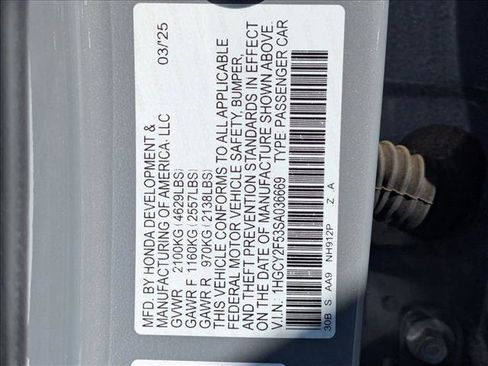 MFD. BY HONDA DEVELOPMENT &
MANUFACTURING OF AMERICA, LLC 03/25
GVWR 2100KG (4629LBS)
GAWR F 1160KG (2557LBS)
GAWR R 970KG (2138LBS)
THIS VEHICLE CONFORMS TO ALL APPLICABLE
FEDERAL MOTOR VEHICLE SAFETY, BUMPER,
AND THEFT PREVENTION STANDARDS IN EFFECT
ON THE DATE OF MANUFACTURE SHOWN ABOVE.
V.I.N.: 1HGCY2F53SA036669 TYPE: PASSENGER CAR
30B S AA9 NH912P Z A